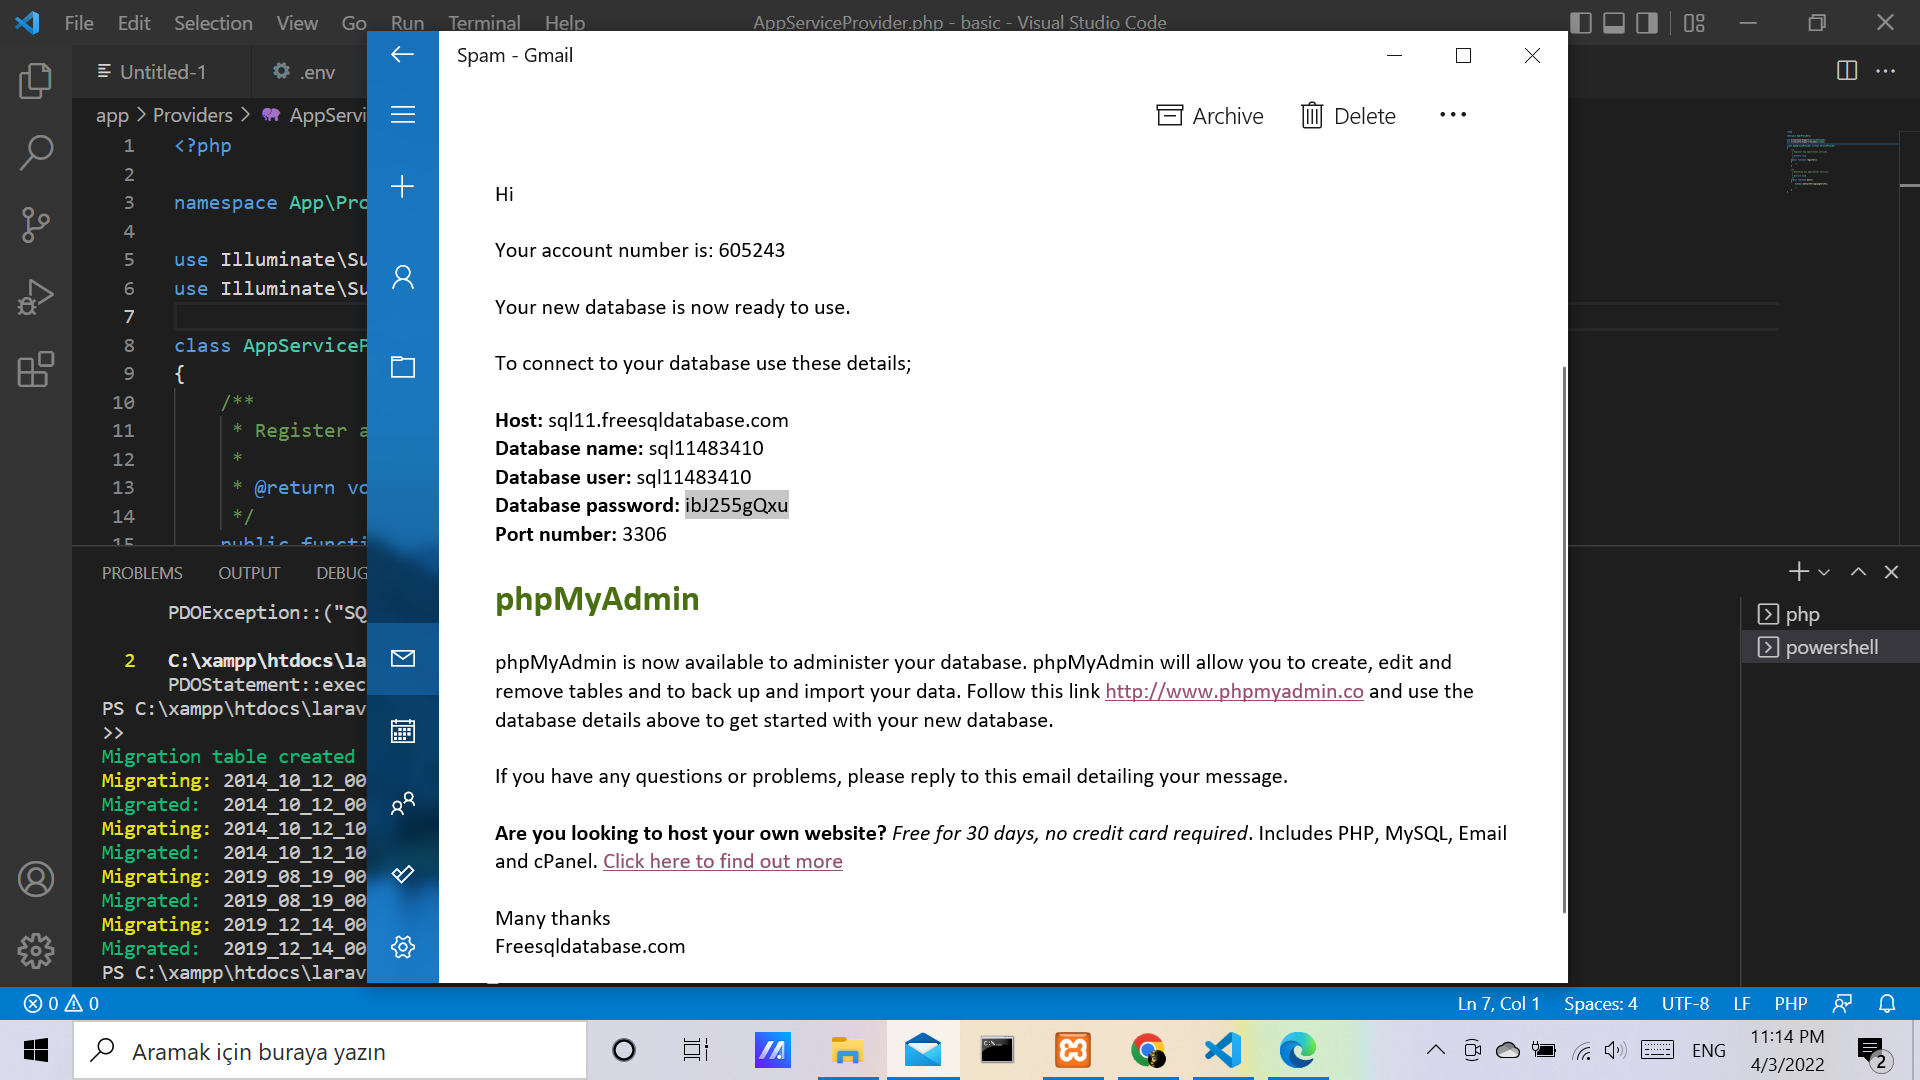 File Edit Selection View Go Run Terminal Help
AppServiceProvider.php - basic - Visual Studio Code
Untitled-1
.env
app > Providers > AppServi
1 <?php
2
3 namespace App\Pro
4
5 use Illuminate\Su
6 use Illuminate\Su
7
8 class AppServiceP
9 {
10 /**
11 * Register a
12 *
13 * @return vo
14 */
15 public functi
PROBLEMS OUTPUT DEBUG
PDOException::("SQ
2 C:\xampp\htdocs\la
PDOStatement::exec
PS C:\xampp\htdocs\larav
>>
Migration table created
Migrating: 2014_10_12_00
Migrated: 2014_10_12_00
Migrating: 2014_10_12_10
Migrated: 2014_10_12_10
Migrating: 2019_08_19_00
Migrated: 2019_08_19_00
Migrating: 2019_12_14_00
Migrated: 2019_12_14_00
PS C:\xampp\htdocs\larav
Spam - Gmail
Archive
Delete
Hi
Your account number is: 605243
Your new database is now ready to use.
To connect to your database use these details;
Host: sql11.freesqldatabase.com
Database name: sql11483410
Database user: sql11483410
Database password: ibJ255gQxu
Port number: 3306
phpMyAdmin
phpMyAdmin is now available to administer your database. phpMyAdmin will allow you to create, edit and
remove tables and to back up and import your data. Follow this link http://www.phpmyadmin.co and use the
database details above to get started with your new database.
If you have any questions or problems, please reply to this email detailing your message.
Are you looking to host your own website? Free for 30 days, no credit card required. Includes PHP, MySQL, Email
and cPanel. Click here to find out more
Many thanks
Freesqldatabase.com
php
powershell
0 0
Ln 7, Col 1 Spaces: 4 UTF-8 LF PHP
Aramak için buraya yazın
ENG
11:14 PM
4/3/2022
2